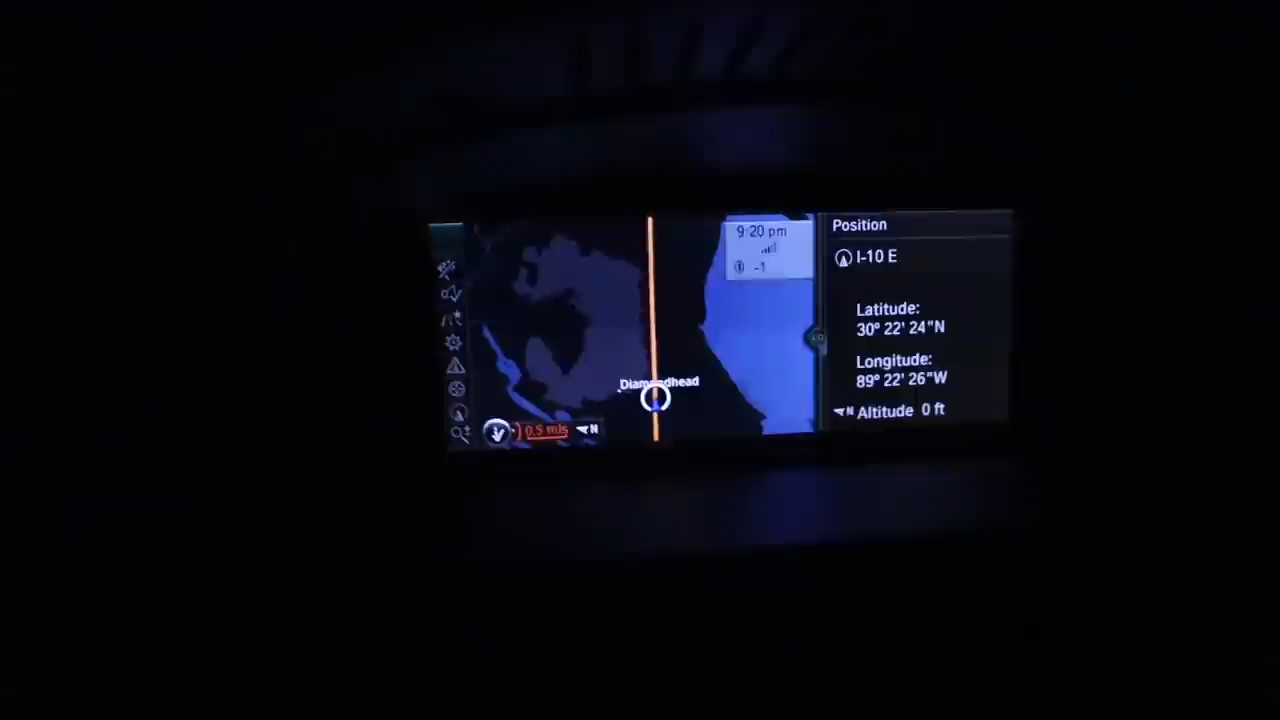 9:20 pm
-1
Diamondhead
0.5 mls
N
Position
I-10 E
Latitude:
30° 22' 24"N
Longitude:
89° 22' 26"W
N Altitude 0 ft